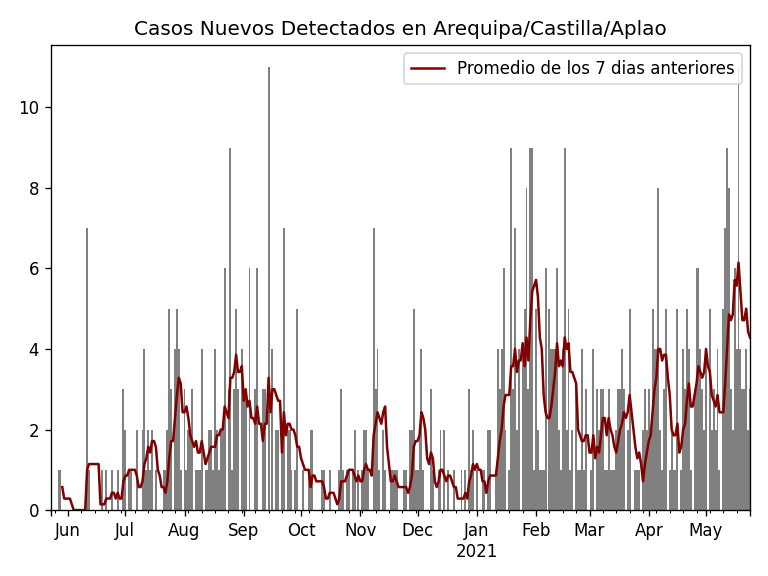 Casos Nuevos Detectados en Arequipa/Castilla/Aplao
Promedio de los 7 dias anteriores
10
8
6
4
2
0
Jun Jul Aug Sep Oct Nov Dec Jan Feb Mar Apr May
2021